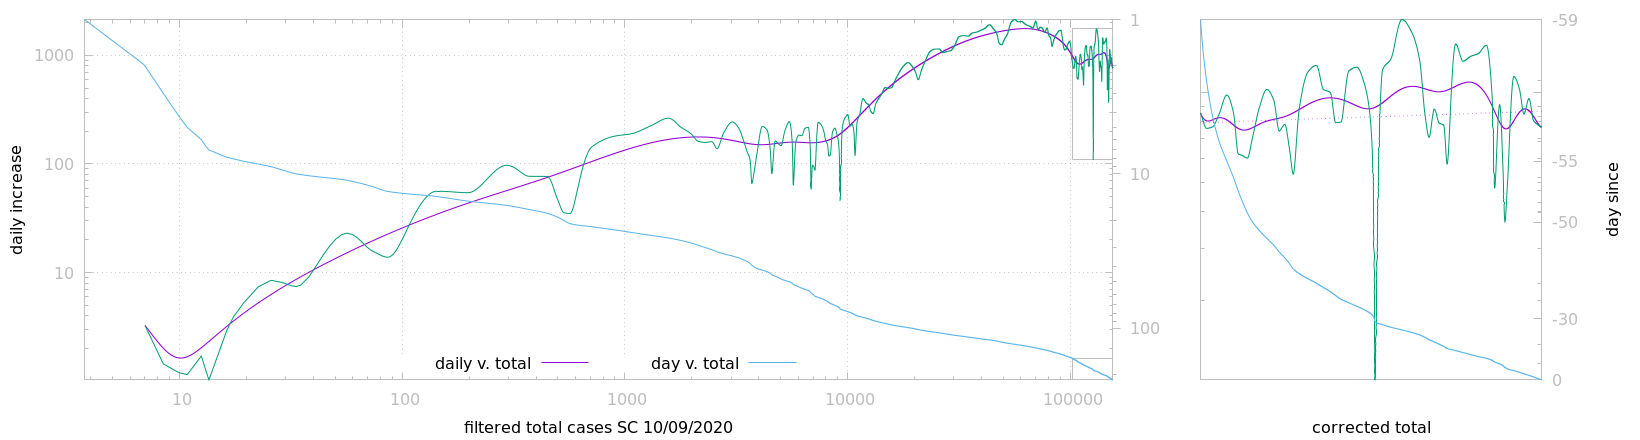 1000
100
10
daily increase
daily v. total
day v. total
10
100
1000
10000
100000
filtered total cases SC 10/09/2020
1
10
100
-59
-55
-50
-30
0
day since
corrected total